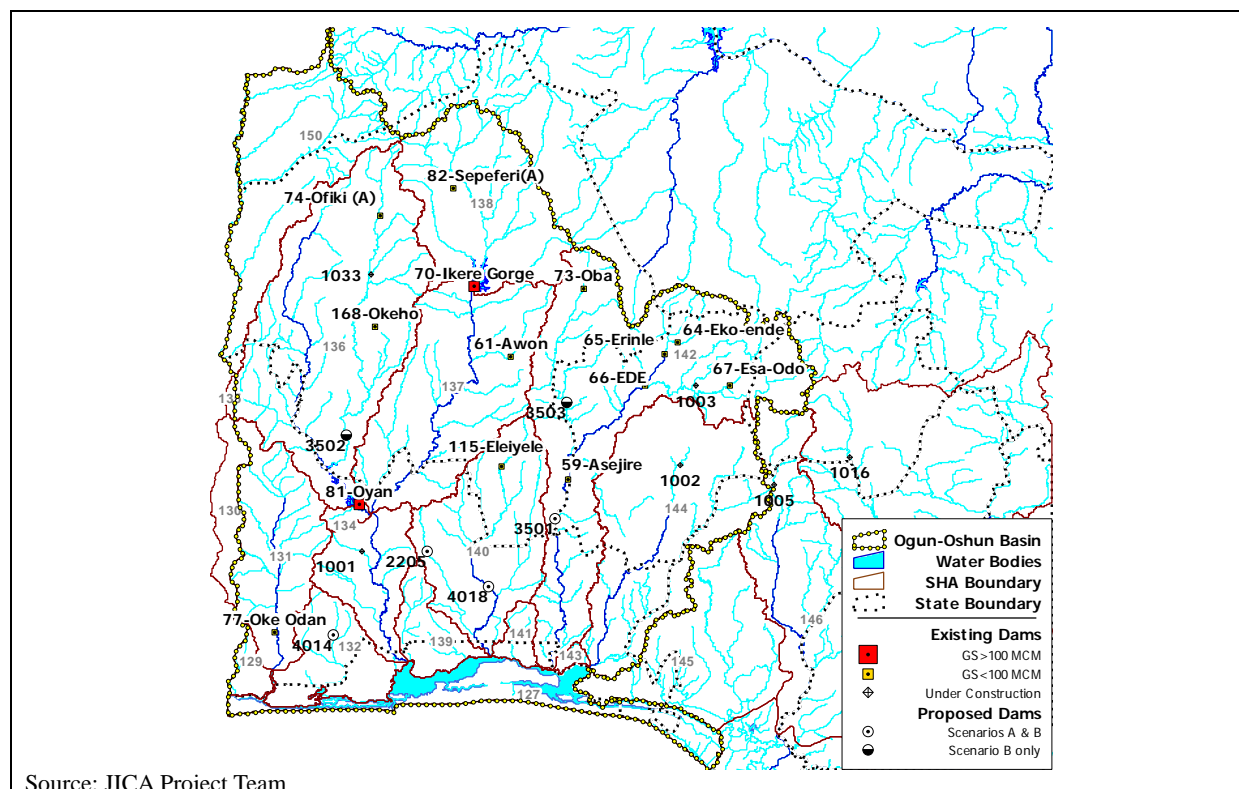 150
82-Sepeferi(A)
138
74-Ofiki (A)
1033
70-Ikere Gorge
73-Oba
168-Okeho
64-Eko-ende
65-Erinle
136
61-Awon
142
67-Esa-Odo
66-EDE
137
1003
3503
3502
115-Eleiyele
59-Asejire
1016
1002
81-Oyan
1005
130
134
3501
144
131
1001
2205
140
4018
146
77-Oke Odan
4014
132
139
141
143
129
145
127
Ogun-Oshun Basin
Water Bodies
SHA Boundary
State Boundary
Existing Dams
GS>100 MCM
GS<100 MCM
Under Construction
Proposed Dams
Scenarios A & B
Scenario B only
Source: JICA Project Team